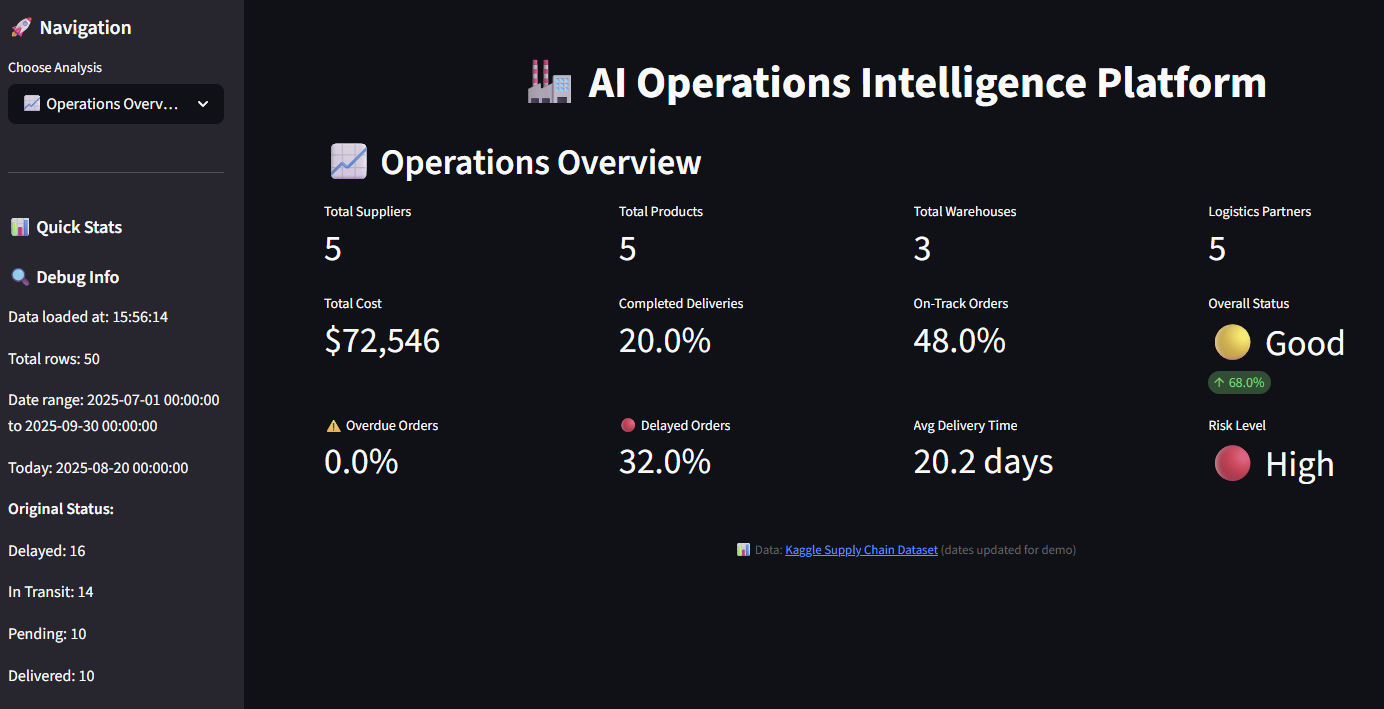 Navigation
Choose Analysis
Operations Overv...
Quick Stats
Debug Info
Data loaded at: 15:56:14
Total rows: 50
Date range: 2025-07-01 00:00:00
to 2025-09-30 00:00:00
Today: 2025-08-20 00:00:00
Original Status:
Delayed: 16
In Transit: 14
Pending: 10
Delivered: 10
AI Operations Intelligence Platform
Operations Overview
Total Suppliers
5
Total Products
5
Total Warehouses
3
Logistics Partners
5
Total Cost
$72,546
Completed Deliveries
20.0%
On-Track Orders
48.0%
Overall Status
Good
↑ 68.0%
Overdue Orders
0.0%
Delayed Orders
32.0%
Avg Delivery Time
20.2 days
Risk Level
High
Data: Kaggle Supply Chain Dataset (dates updated for demo)